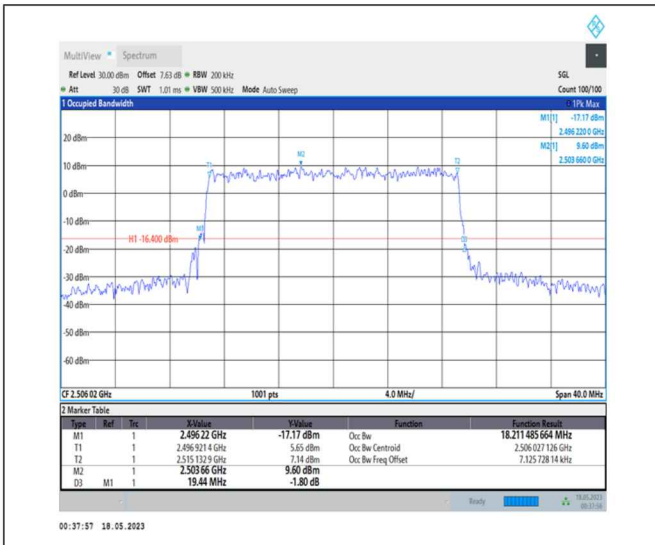 MultiView Spectrum
Ref Level 30.00 dBm Offset 7.63 dB RBW 200 kHz SGL
Att 30 dB SWT 1.01 ms VBW 500 kHz Mode Auto Sweep Count 100/100
1 Occupied Bandwidth 1Pk Max
M1[1] -17.17 dBm
2.496 220 0 GHz
M2[1] 9.60 dBm
2.503 660 0 GHz
20 dBm
10 dBm
0 dBm
-10 dBm
-20 dBm
-30 dBm
-40 dBm
-50 dBm
-60 dBm
M2
T2
M1
H1 -16.400 dBm
CF 2.506 02 GHz 1001 pts 4.0 MHz/ Span 40.0 MHz
2 Marker Table
Type Ref Trc X-Value Y-Value Function Function Result
M1 1 2.496 22 GHz -17.17 dBm Occ Bw 18.211 485 664 MHz
T1 1 2.496 921 4 GHz 5.65 dBm Occ Bw Centroid 2.506 027 126 GHz
T2 1 2.515 132 9 GHz 7.14 dBm Occ Bw Freq Offset 7.125 728 14 kHz
M2 1 2.503 66 GHz 9.60 dBm
D3 M1 1 19.44 MHz -1.80 dB
Ready 18.05.2023
00:37:56
00:37:57 18.05.2023